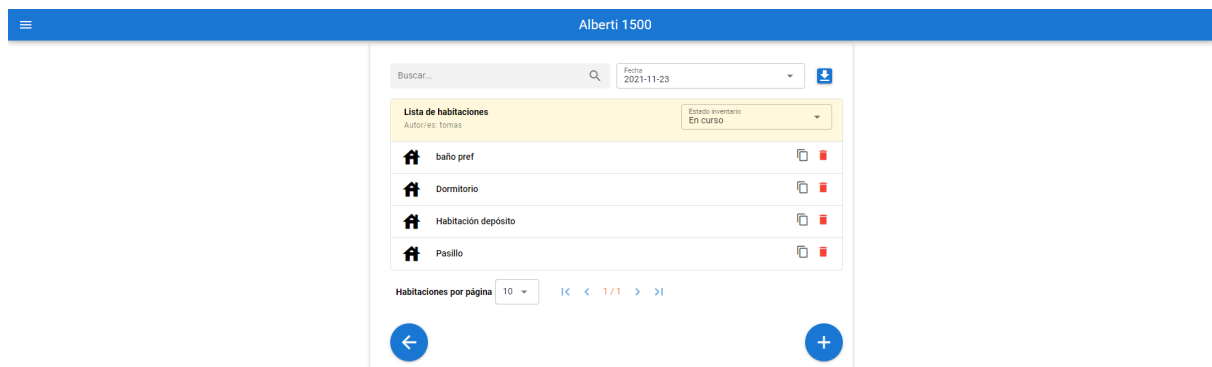 Alberti 1500
Buscar...
Fecha
2021-11-23
Lista de habitaciones
Autor/es: tomas
Estado inventario
En curso
baño pref
Dormitorio
Habitación depósito
Pasillo
Habitaciones por página 10 1 / 1